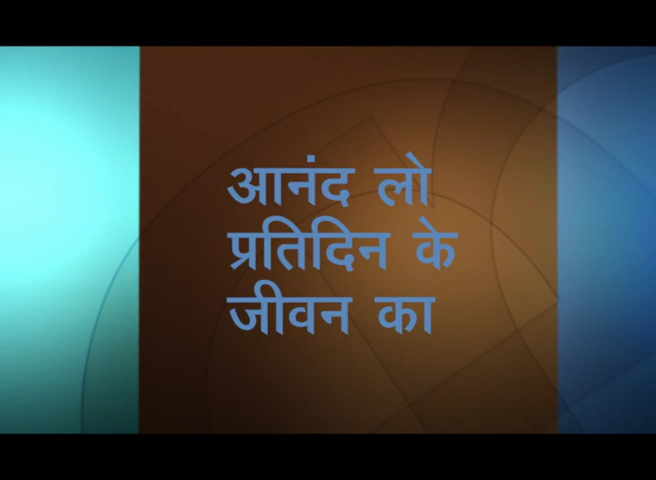 आनंद लो
प्रतिदिन के
जीवन का